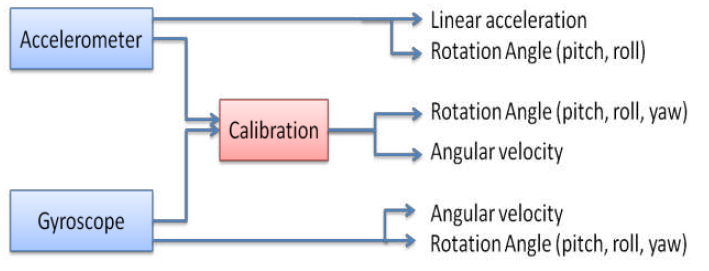 Linear acceleration
Accelerometer
Rotation Angle (pitch, roll)
Rotation Angle (pitch, roll, yaw)
Calibration
Angular velocity
Angular velocity
Gyroscope
Rotation Angle (pitch, roll, yaw)